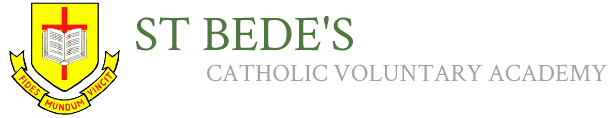 ST BEDE'S
CATHOLIC VOLUNTARY ACADEMY
FIDES MUNDUM VINCIT